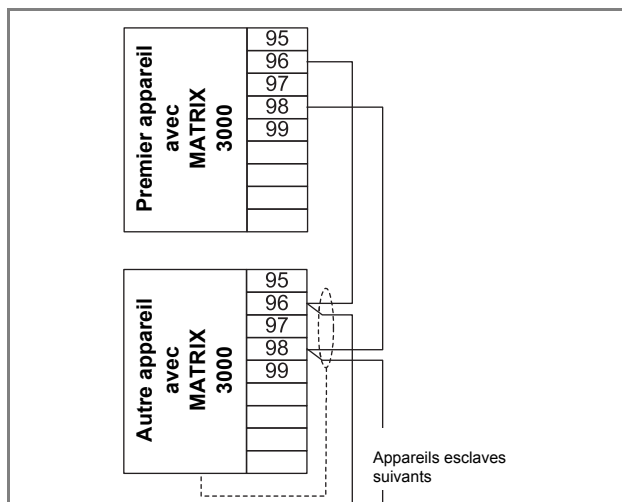 Premier appareil
avec
MATRIX
3000
95
96
97
98
99
Autre appareil
avec
MATRIX
3000
95
96
97
98
99
Appareils esclaves
suivants